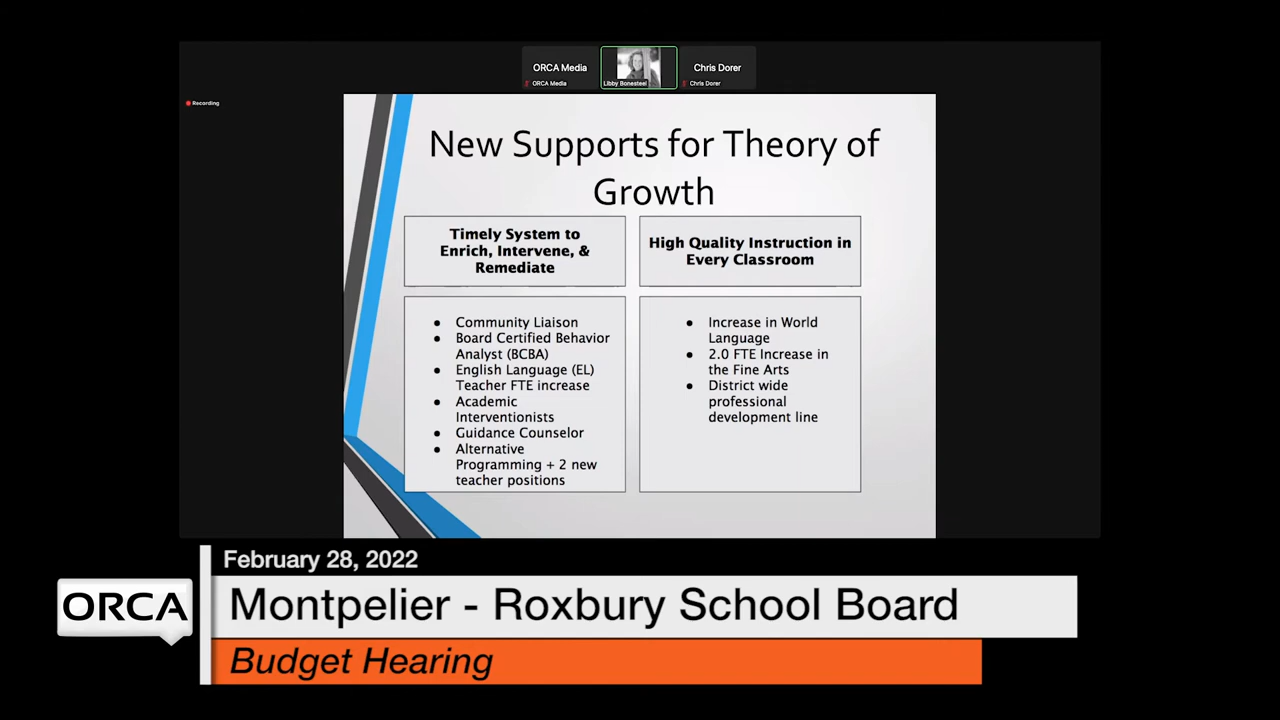 ORCA Media
Chris Dorer
ORCA Media
Libby Bonesteel
Chris Dorer
Recording
New Supports for Theory of
Growth
Timely System to
Enrich, Intervene, &
Remediate
• Community Liaison
• Board Certified Behavior
Analyst (BCBA)
• English Language (EL)
Teacher FTE increase
• Academic
Interventionists
• Guidance Counselor
• Alternative
Programming + 2 new
teacher positions
High Quality Instruction in
Every Classroom
• Increase in World
Language
• 2.0 FTE Increase in
the Fine Arts
• District wide
professional
development line
February 28, 2022
ORCA
Montpelier - Roxbury School Board
Budget Hearing